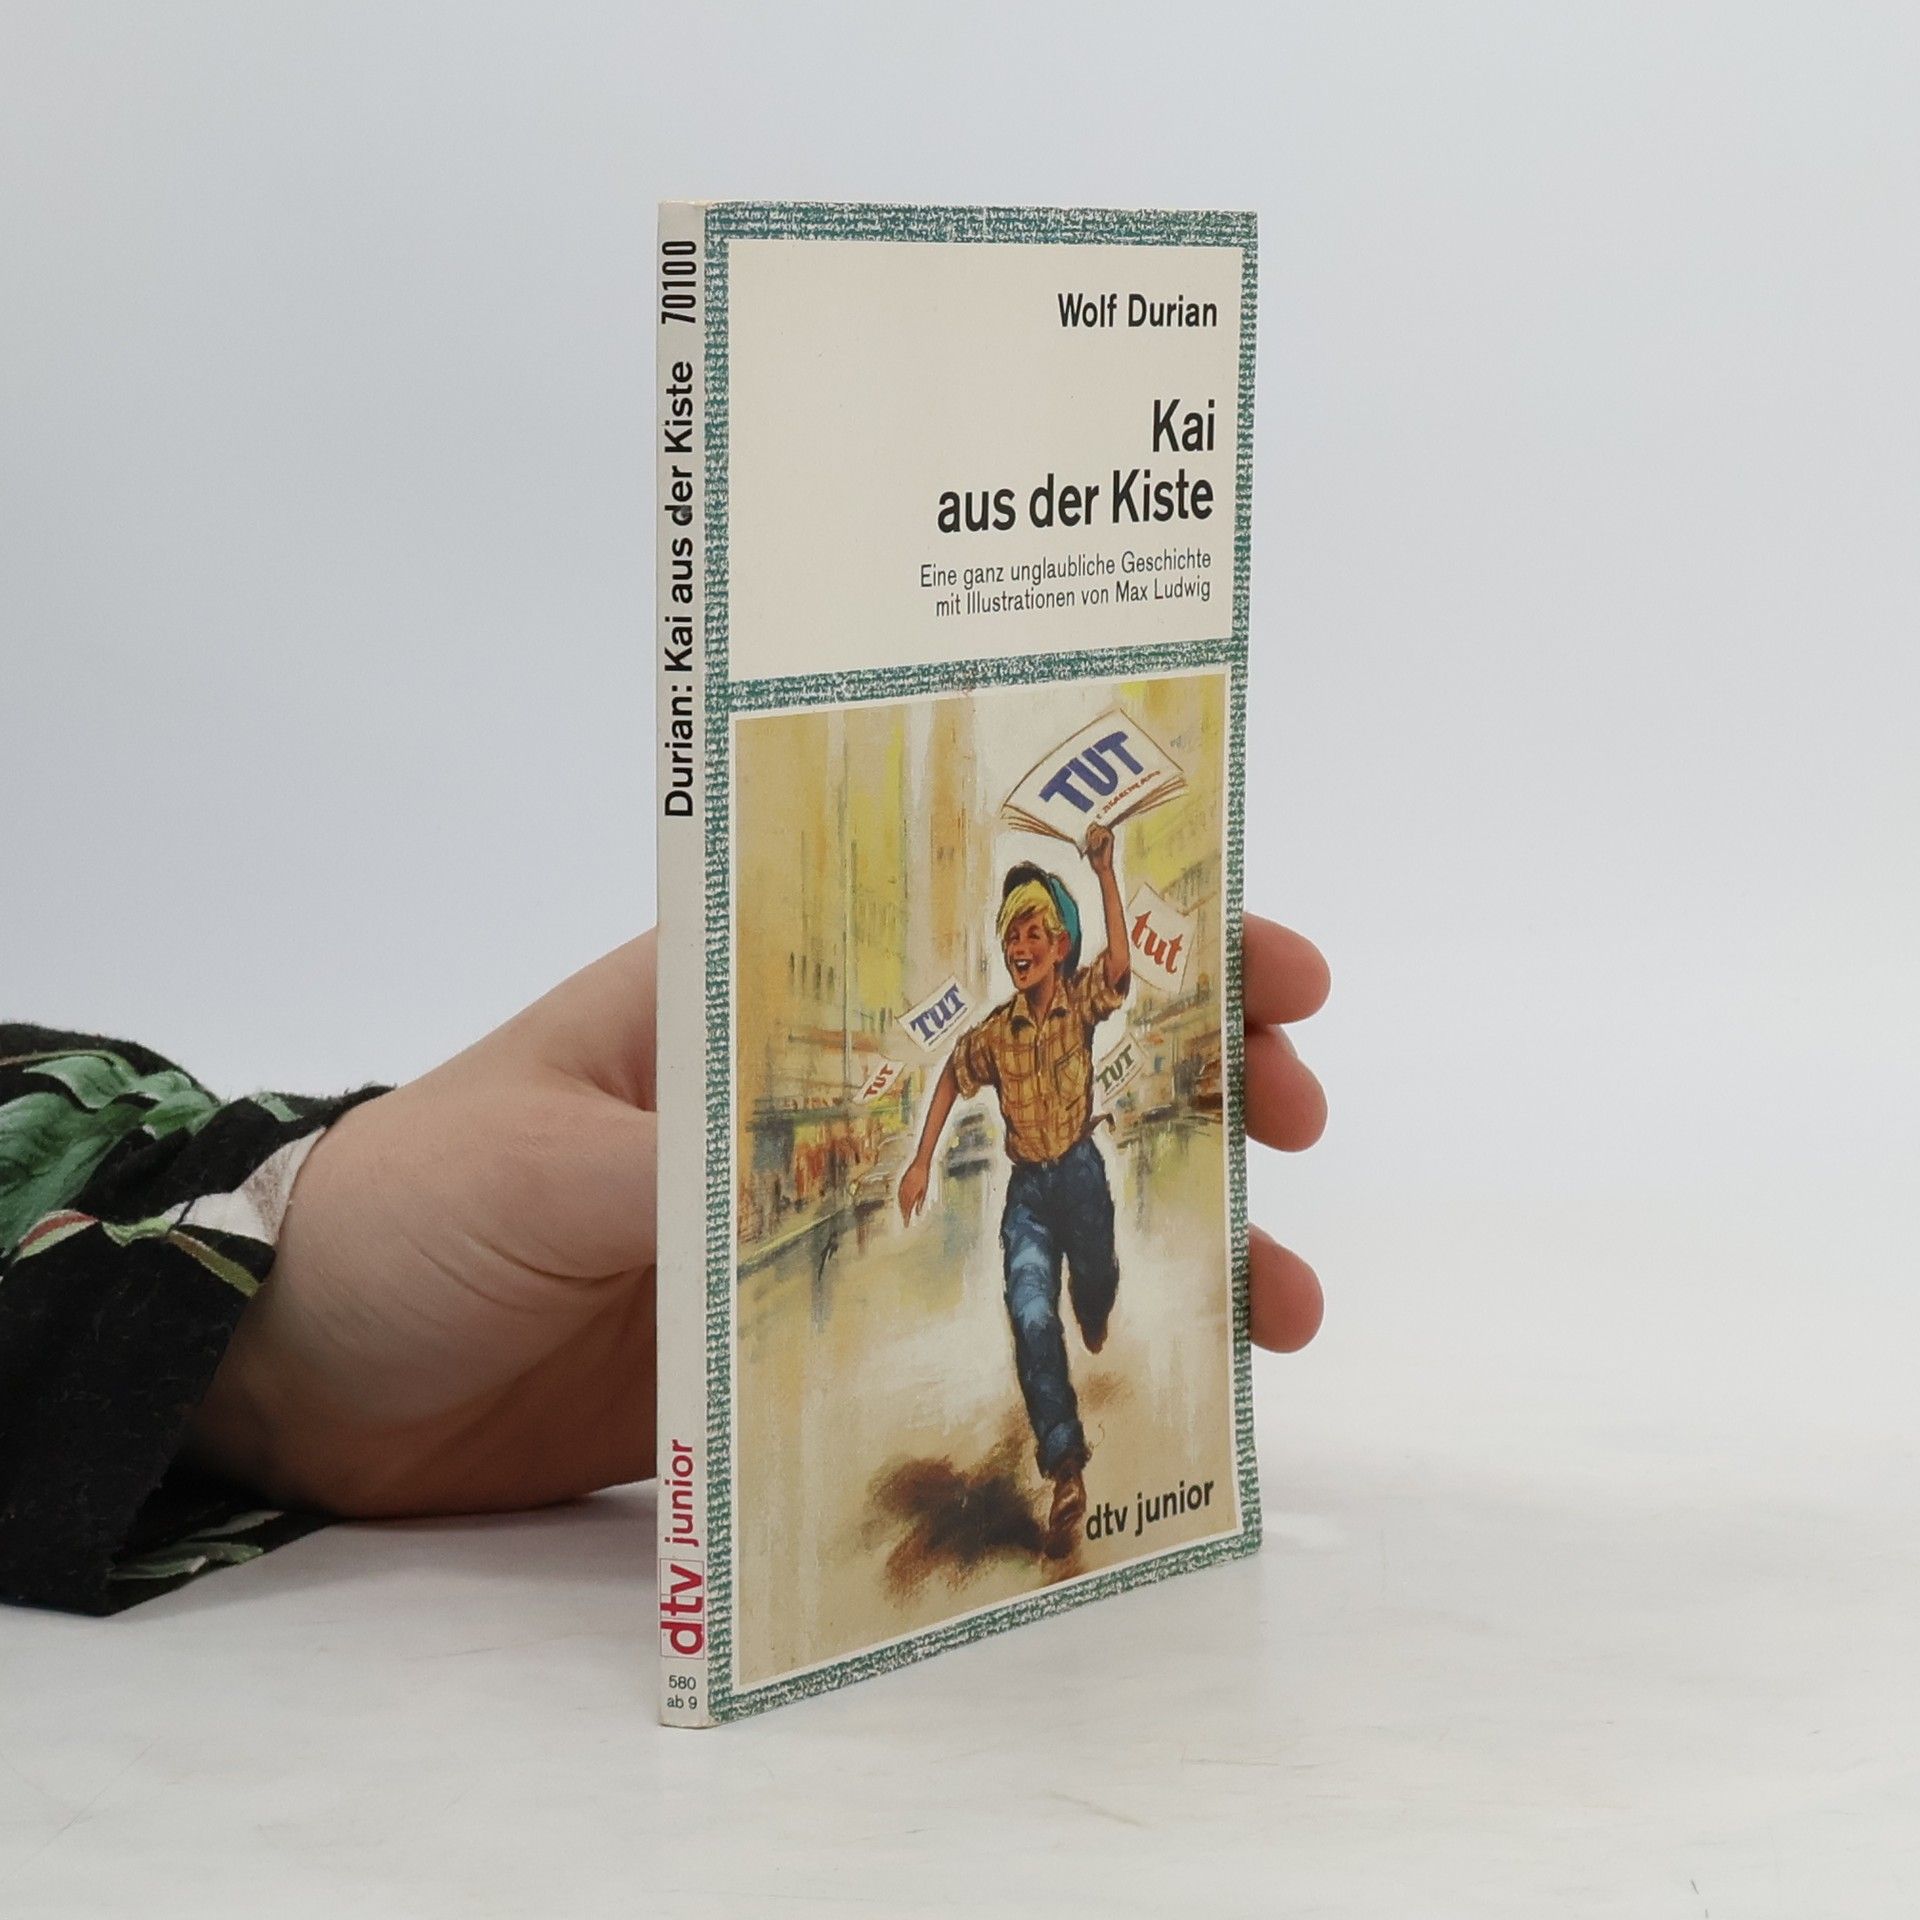 Durian: Kai aus der Kiste 70100
dtv junior
580
ab 9
Wolf Durian
Kai
aus der Kiste
Eine ganz unglaubliche Geschichte
mit Illustrationen von Max Ludwig
TUT
tut
TUT
TUT
TUT
dtv junior